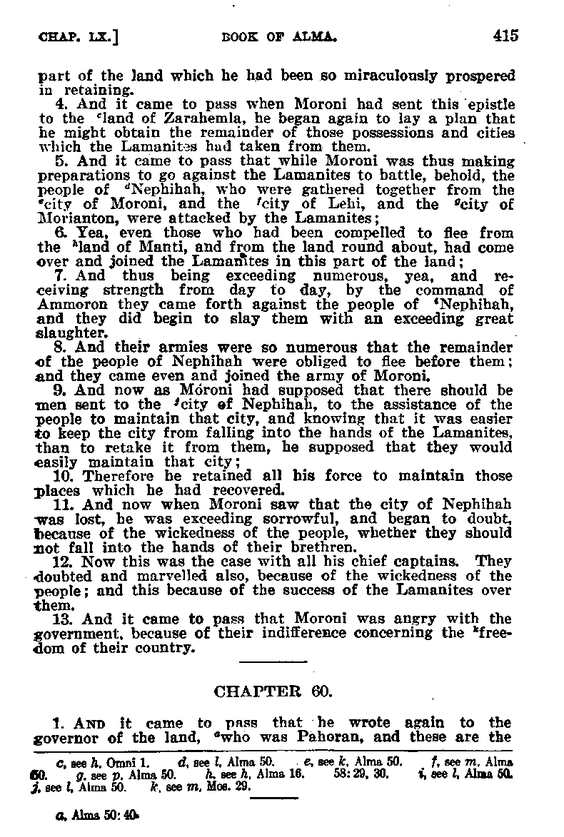 CHAP. LX.] BOOK OF ALMA. 415
part of the land which he had been so miraculously prospered
in retaining.
4. And it came to pass when Moroni had sent this epistle
to the ᶜland of Zarahemla, he began again to lay a plan that
he might obtain the remainder of those possessions and cities
which the Lamanites had taken from them.
5. And it came to pass that while Moroni was thus making
preparations to go against the Lamanites to battle, behold, the
people of ᵈNephihah, who were gathered together from the
ᵉcity of Moroni, and the ᶠcity of Lehi, and the ᵍcity of
Morianton, were attacked by the Lamanites;
6. Yea, even those who had been compelled to flee from
the ʰland of Manti, and from the land round about, had come
over and joined the Lamanites in this part of the land;
7. And thus being exceeding numerous, yea, and re-
ceiving strength from day to day, by the command of
Ammoron they came forth against the people of ⁱNephihah,
and they did begin to slay them with an exceeding great
slaughter.
8. And their armies were so numerous that the remainder
of the people of Nephihah were obliged to flee before them;
and they came even and joined the army of Moroni.
9. And now as Moroni had supposed that there should be
men sent to the ʲcity of Nephihah, to the assistance of the
people to maintain that city, and knowing that it was easier
to keep the city from falling into the hands of the Lamanites,
than to retake it from them, he supposed that they would
easily maintain that city;
10. Therefore he retained all his force to maintain those
places which he had recovered.
11. And now when Moroni saw that the city of Nephihah
was lost, he was exceeding sorrowful, and began to doubt,
because of the wickedness of the people, whether they should
not fall into the hands of their brethren.
12. Now this was the case with all his chief captains. They
doubted and marvelled also, because of the wickedness of the
people; and this because of the success of the Lamanites over
them.
13. And it came to pass that Moroni was angry with the
government, because of their indifference concerning the ᵏfree-
dom of their country.
CHAPTER 60.
1. AND it came to pass that he wrote again to the
governor of the land, ᵃwho was Pahoran, and these are the
c, see h, Omni 1. d, see l, Alma 50. e, see k, Alma 50. f, see m, Alma
50. g, see p, Alma 50. h, see h, Alma 16. 58:29, 30. i, see l, Alma 50.
j, see l, Alma 50. k, see m, Mos. 29.
a, Alma 50:40.